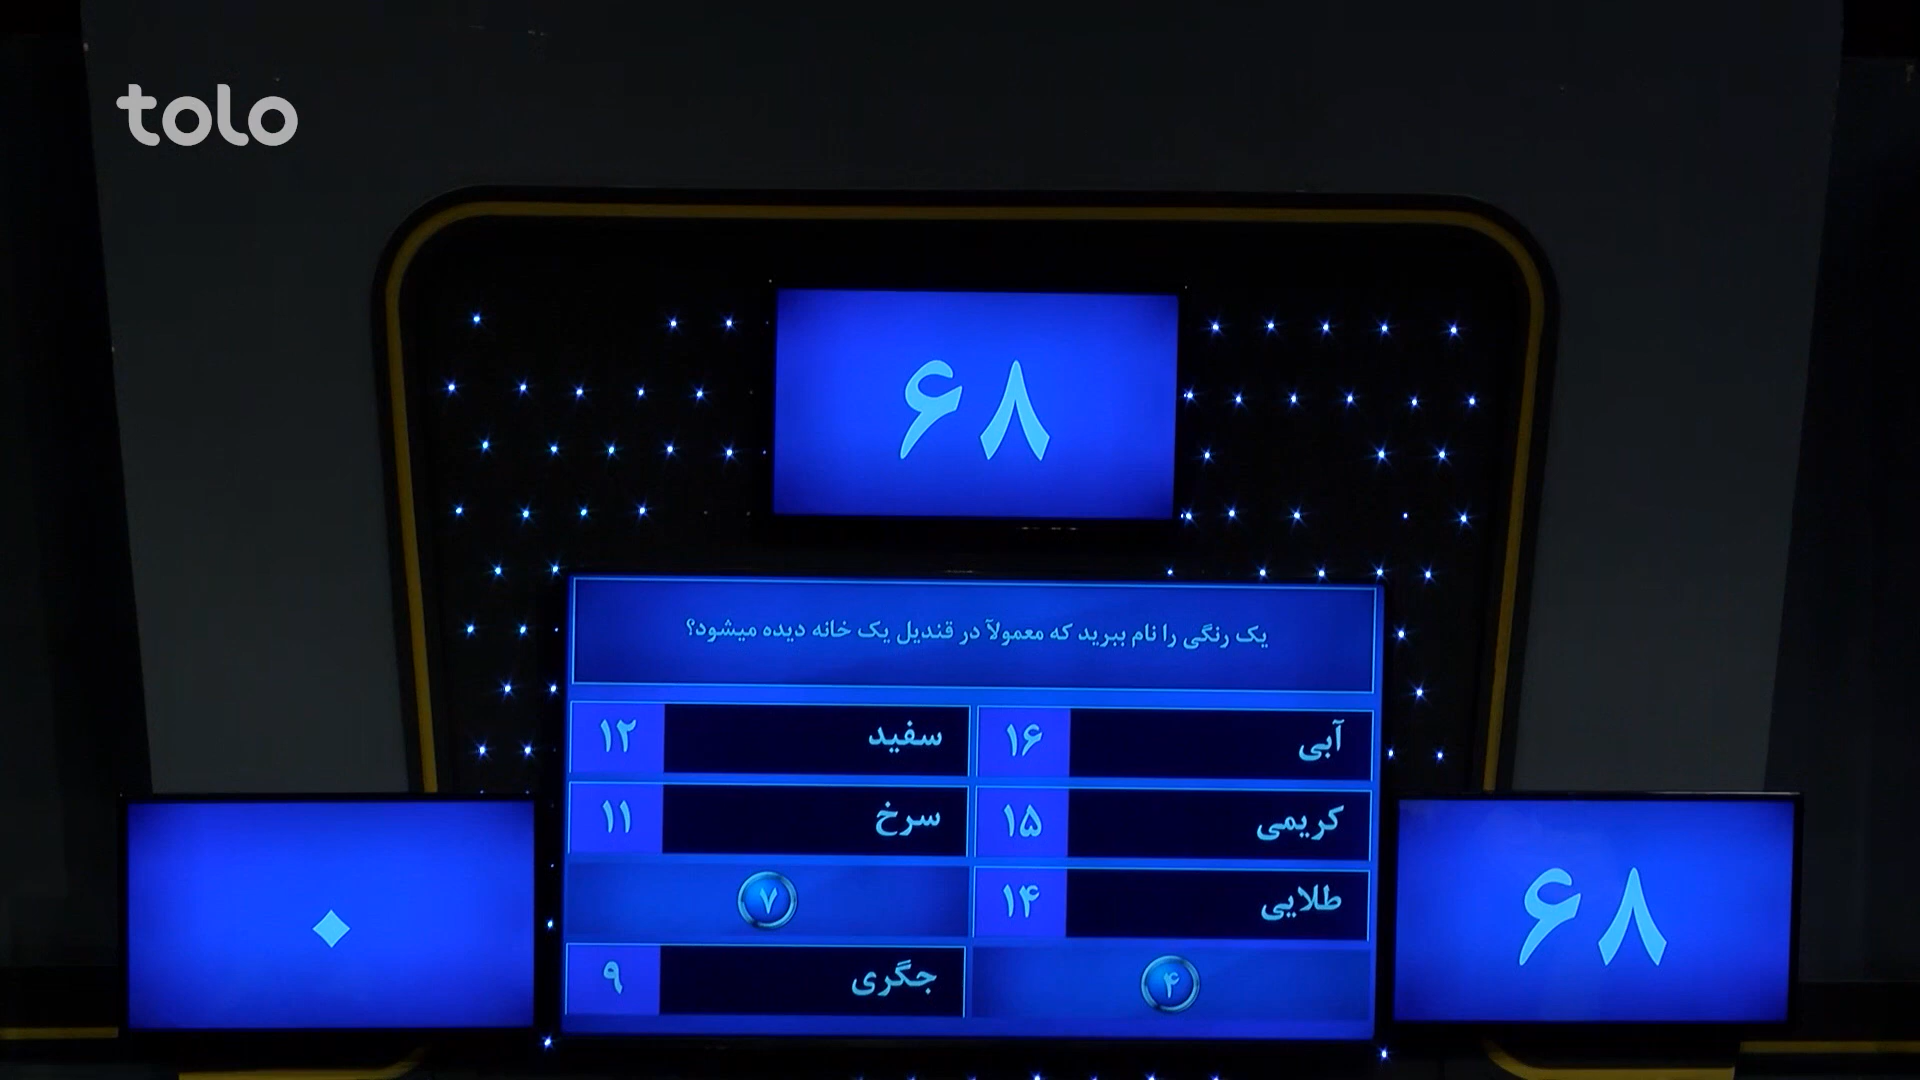 tolo
۶۸
یک رنگی را نام ببرید که معمولآ در قندیل یک خانه دیده میشود؟
آبی ۱۶
سفید ۱۲
کریمی ۱۵
سرخ ۱۱
طلایی ۱۴
۷
۴
جگری ۹
۶۸
۰